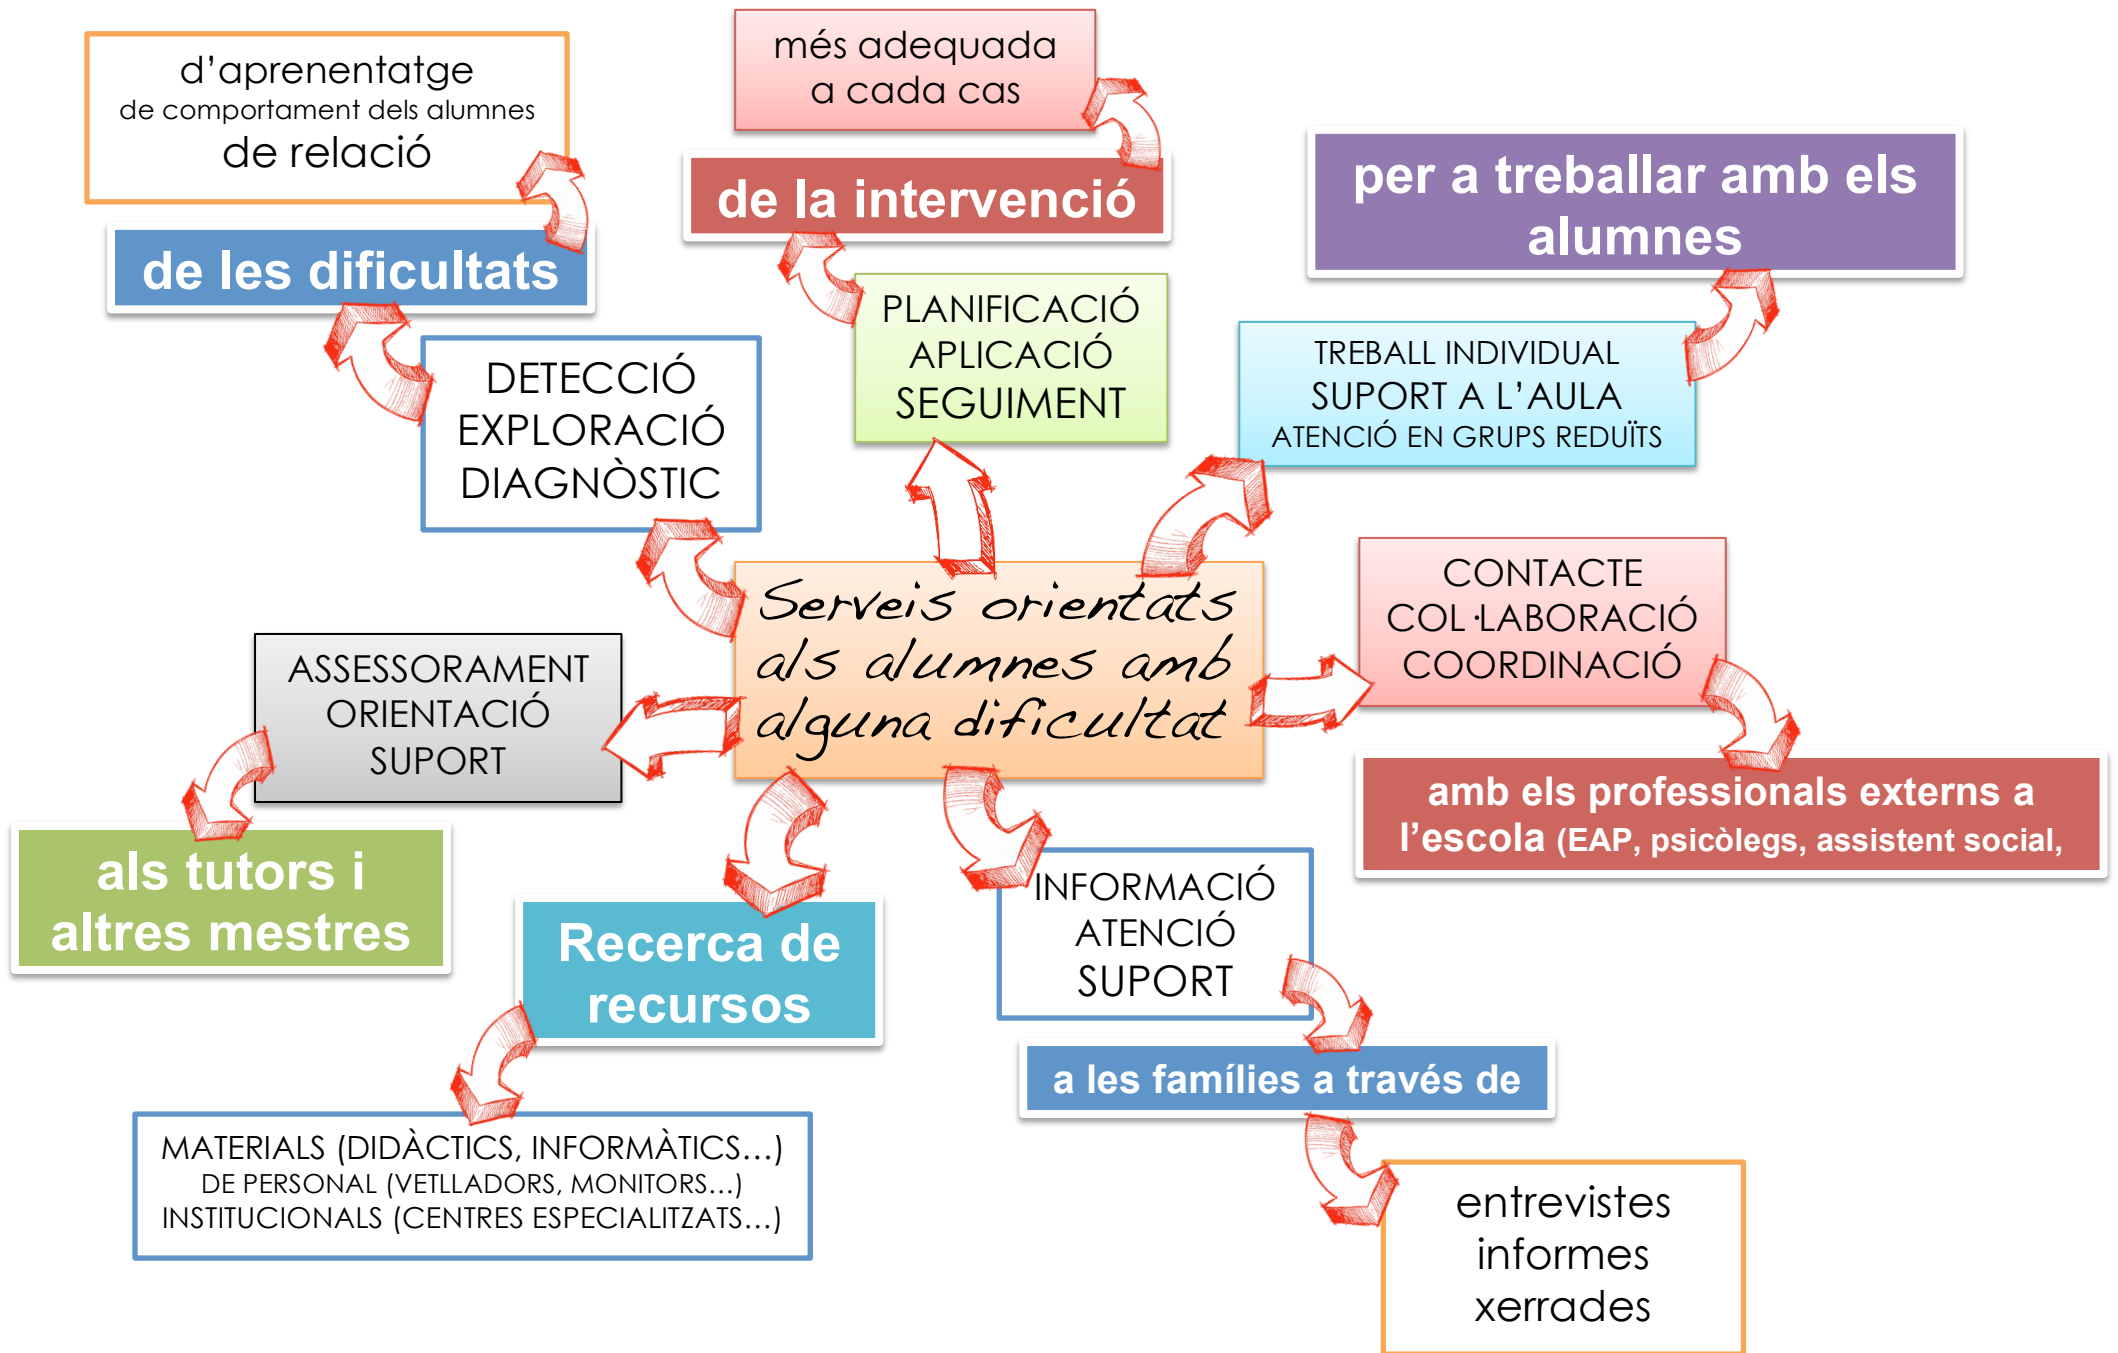 d'aprenentatge
de comportament dels alumnes
de relació
de les dificultats
DETECCIÓ
EXPLORACIÓ
DIAGNÒSTIC
més adequada
a cada cas
de la intervenció
PLANIFICACIÓ
APLICACIÓ
SEGUIMENT
per a treballar amb els
alumnes
TREBALL INDIVIDUAL
SUPORT A L'AULA
ATENCIÓ EN GRUPS REDUÏTS
Serveis orientats
als alumnes amb
alguna dificultat
CONTACTE
COL·LABORACIÓ
COORDINACIÓ
amb els professionals externs a
l'escola (EAP, psicòlegs, assistent social,
ASSESSORAMENT
ORIENTACIÓ
SUPORT
als tutors i
altres mestres
Recerca de
recursos
MATERIALS (DIDÀCTICS, INFORMÀTICS...)
DE PERSONAL (VETLLADORS, MONITORS...)
INSTITUCIONALS (CENTRES ESPECIALITZATS...)
INFORMACIÓ
ATENCIÓ
SUPORT
a les famílies a través de
entrevistes
informes
xerrades